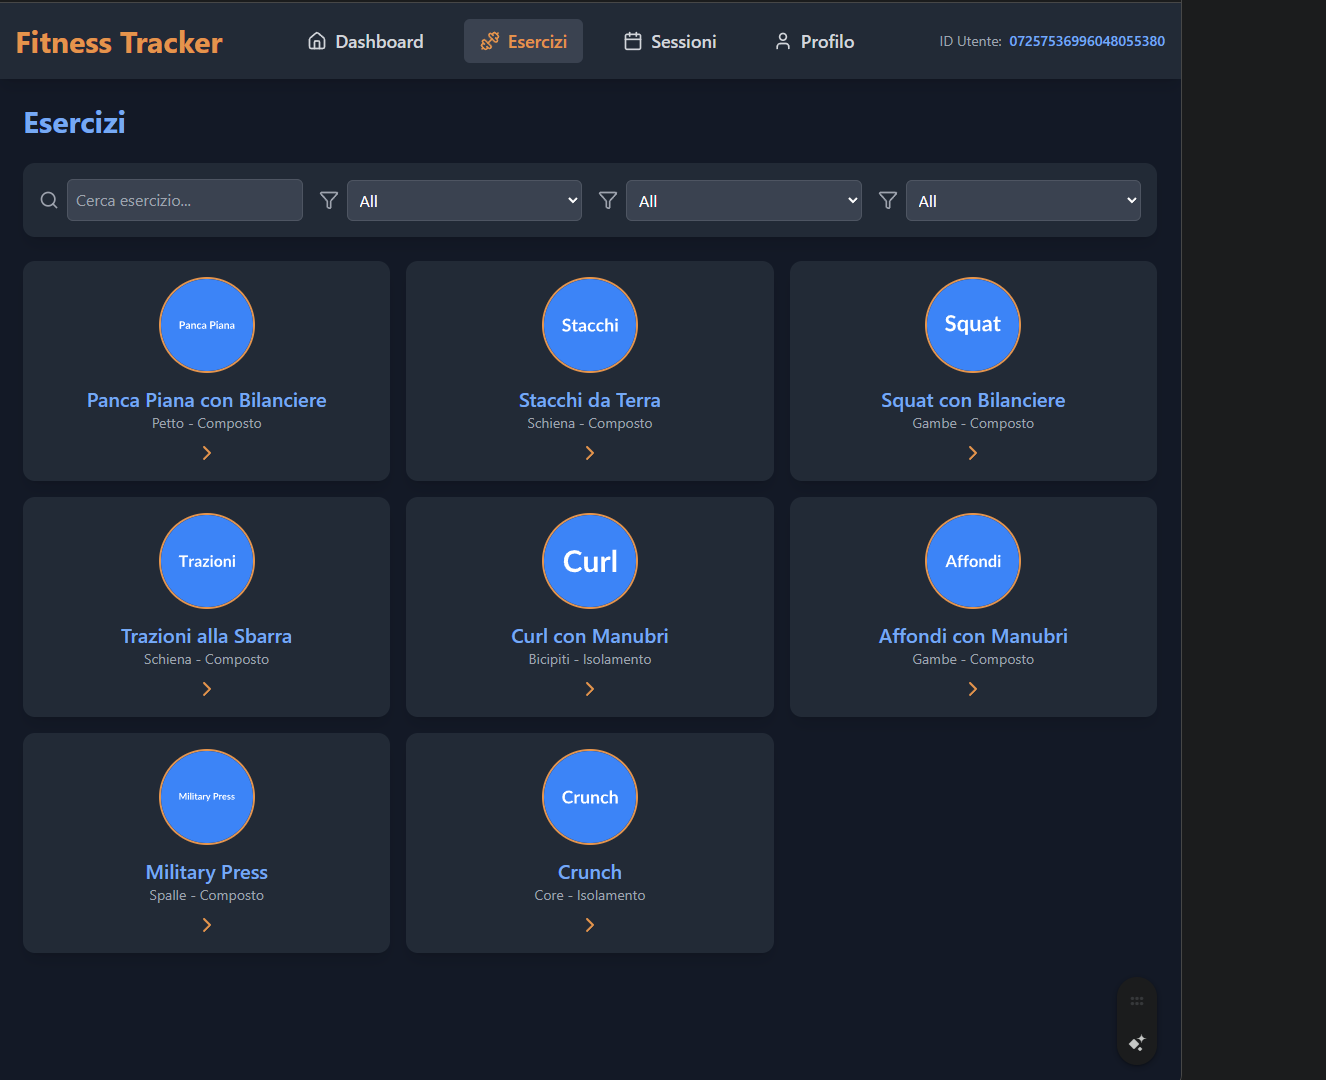 Fitness Tracker
Dashboard
Esercizi
Sessioni
Profilo
ID Utente: 07257536996048055380
Esercizi
Cerca esercizio...
All
All
All
Panca Piana
Panca Piana con Bilanciere
Petto - Composto
Stacchi
Stacchi da Terra
Schiena - Composto
Squat
Squat con Bilanciere
Gambe - Composto
Trazioni
Trazioni alla Sbarra
Schiena - Composto
Curl
Curl con Manubri
Bicipiti - Isolamento
Affondi
Affondi con Manubri
Gambe - Composto
Military Press
Military Press
Spalle - Composto
Crunch
Crunch
Core - Isolamento